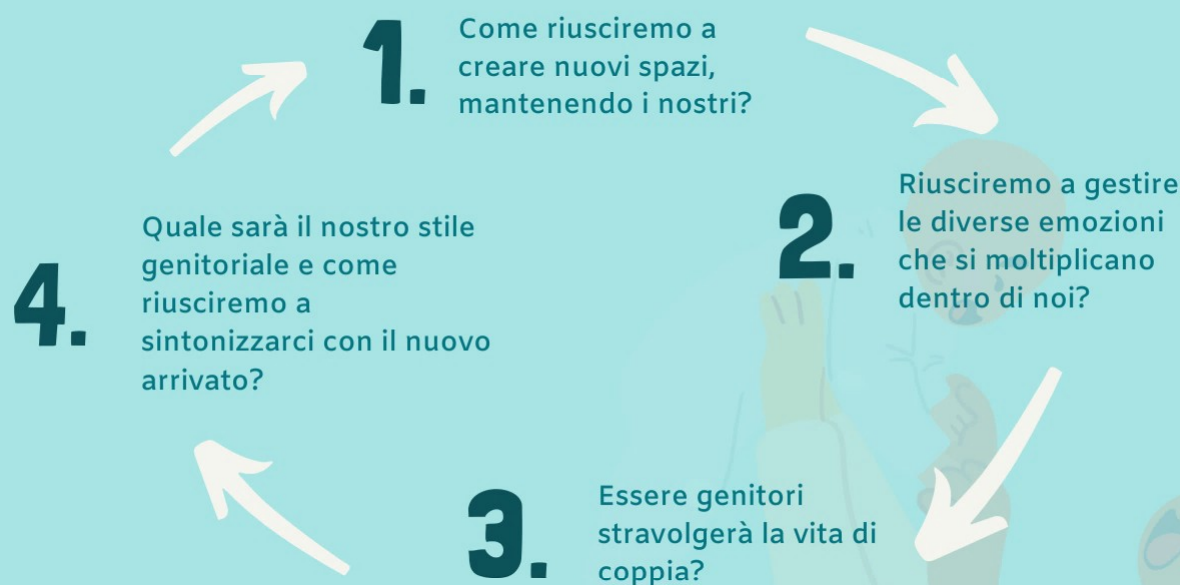 1.
Come riusciremo a
creare nuovi spazi,
mantenendo i nostri?
2.
Riusciremo a gestire
le diverse emozioni
che si moltiplicano
dentro di noi?
3.
Essere genitori
stravolgerà la vita di
coppia?
4.
Quale sarà il nostro stile
genitoriale e come
riusciremo a
sintonizzarci con il nuovo
arrivato?